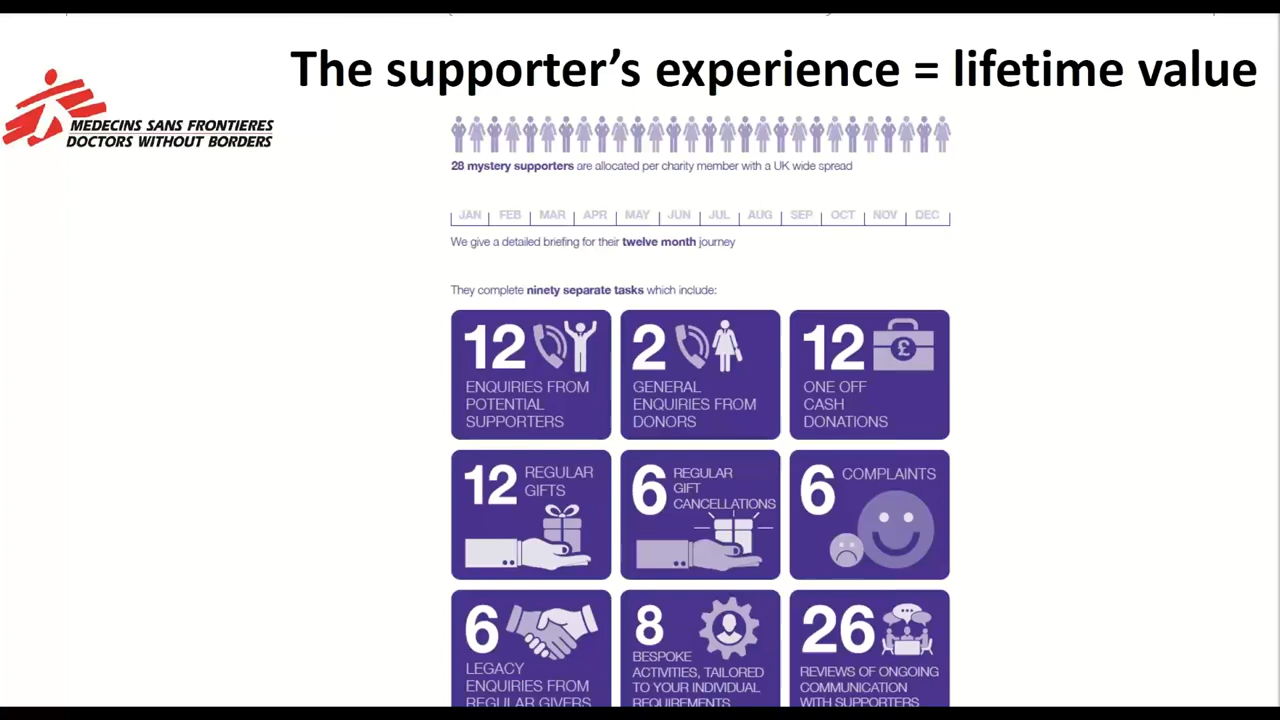 The supporter's experience = lifetime value
MEDECINS SANS FRONTIERES
DOCTORS WITHOUT BORDERS
28 mystery supporters are allocated per charity member with a UK wide spread
JAN FEB MAR APR MAY JUN JUL AUG SEP OCT NOV DEC
We give a detailed briefing for their twelve month journey
They complete ninety separate tasks which include:
12
ENQUIRIES FROM
POTENTIAL
SUPPORTERS
2
GENERAL
ENQUIRIES FROM
DONORS
12
£
ONE OFF
CASH
DONATIONS
12 REGULAR
GIFTS
6 REGULAR
GIFT
CANCELLATIONS
6 COMPLAINTS
6
LEGACY
ENQUIRIES FROM
REGULAR GIVERS
8
BESPOKE
ACTIVITIES, TAILORED
TO YOUR INDIVIDUAL
REQUIREMENTS
26
REVIEWS OF ONGOING
COMMUNICATION
WITH SUPPORTERS